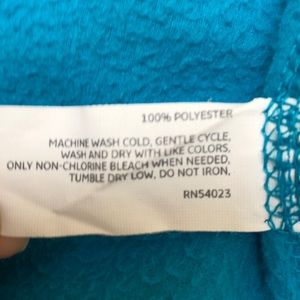 100% POLYESTER
MACHINE WASH COLD, GENTLE CYCLE,
WASH AND DRY WITH LIKE COLORS,
ONLY NON-CHLORINE BLEACH WHEN NEEDED,
TUMBLE DRY LOW, DO NOT IRON,
RN54023